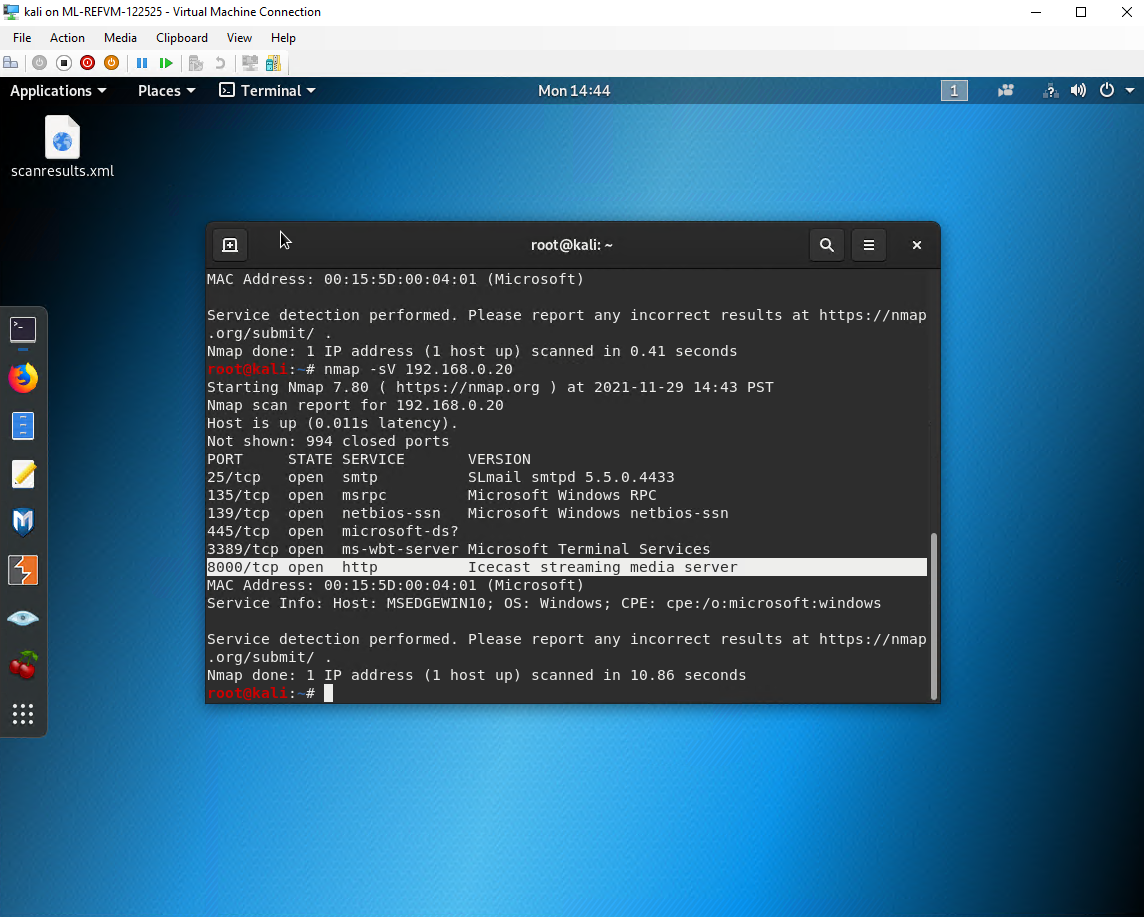 kali on ML-REFVM-122525 - Virtual Machine Connection
File Action Media Clipboard View Help
Applications Places Terminal Mon 14:44 1
scanresults.xml
root@kali: ~
MAC Address: 00:15:5D:00:04:01 (Microsoft)
Service detection performed. Please report any incorrect results at https://nmap
.org/submit/ .
Nmap done: 1 IP address (1 host up) scanned in 0.41 seconds
root@kali:~# nmap -sV 192.168.0.20
Starting Nmap 7.80 ( https://nmap.org ) at 2021-11-29 14:43 PST
Nmap scan report for 192.168.0.20
Host is up (0.011s latency).
Not shown: 994 closed ports
PORT     STATE SERVICE       VERSION
25/tcp   open  smtp          SLmail smtpd 5.5.0.4433
135/tcp  open  msrpc         Microsoft Windows RPC
139/tcp  open  netbios-ssn   Microsoft Windows netbios-ssn
445/tcp  open  microsoft-ds?
3389/tcp open  ms-wbt-server Microsoft Terminal Services
8000/tcp open  http          Icecast streaming media server
MAC Address: 00:15:5D:00:04:01 (Microsoft)
Service Info: Host: MSEDGEWIN10; OS: Windows; CPE: cpe:/o:microsoft:windows
Service detection performed. Please report any incorrect results at https://nmap
.org/submit/ .
Nmap done: 1 IP address (1 host up) scanned in 10.86 seconds
root@kali:~#